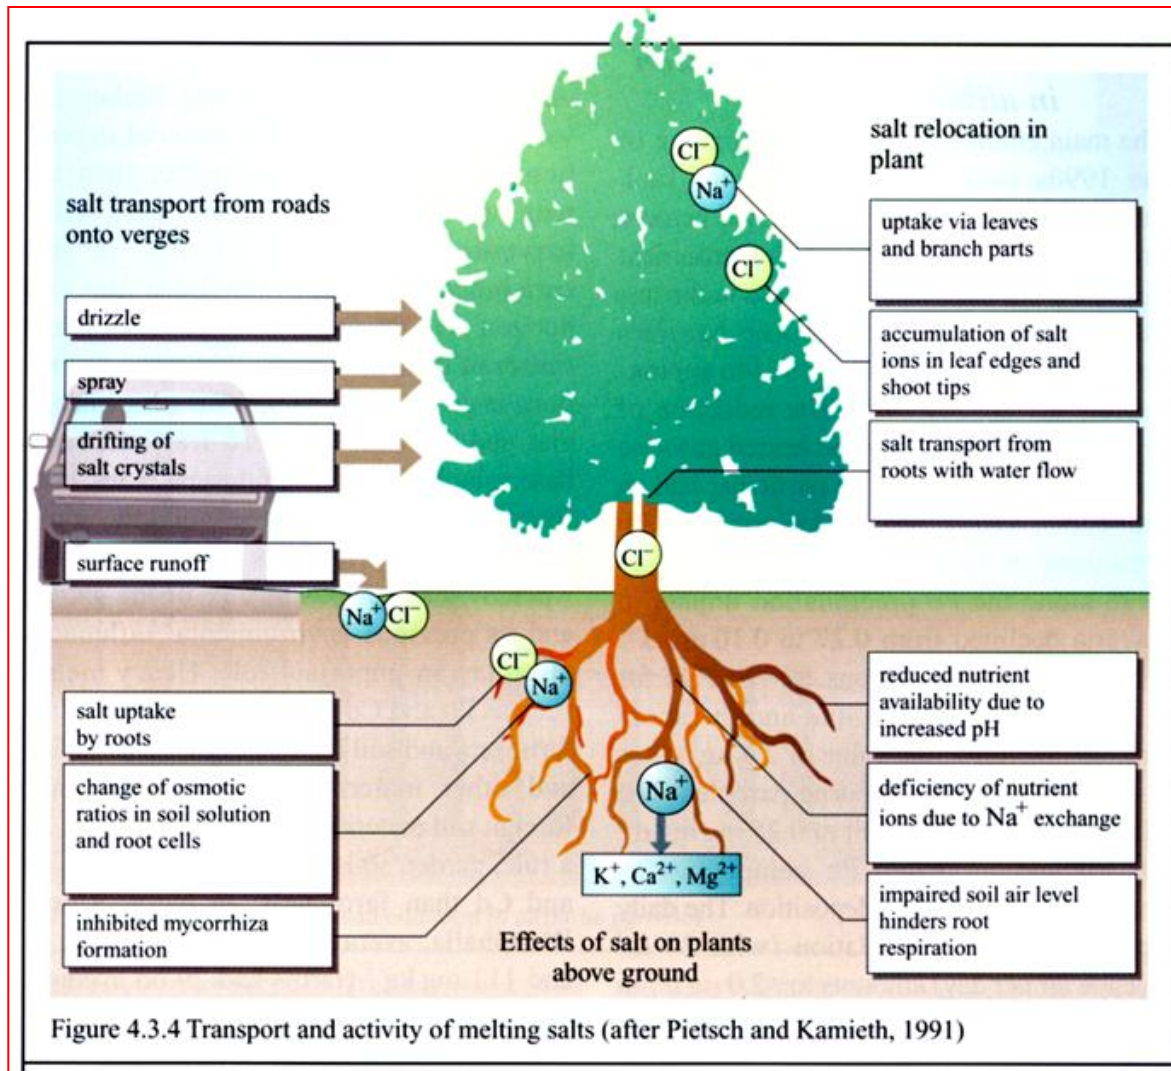 salt transport from roads
onto verges
drizzle
spray
drifting of
salt crystals
surface runoff
salt uptake
by roots
change of osmotic
ratios in soil solution
and root cells
inhibited mycorrhiza
formation
Cl⁻
Na⁺
Cl⁻
Cl⁻
Na⁺
Cl⁻
Cl⁻
Na⁺
Na⁺
K⁺, Ca²⁺, Mg²⁺
Effects of salt on plants
above ground
salt relocation in
plant
uptake via leaves
and branch parts
accumulation of salt
ions in leaf edges and
shoot tips
salt transport from
roots with water flow
reduced nutrient
availability due to
increased pH
deficiency of nutrient
ions due to Na⁺ exchange
impaired soil air level
hinders root
respiration
Figure 4.3.4 Transport and activity of melting salts (after Pietsch and Kamieth, 1991)